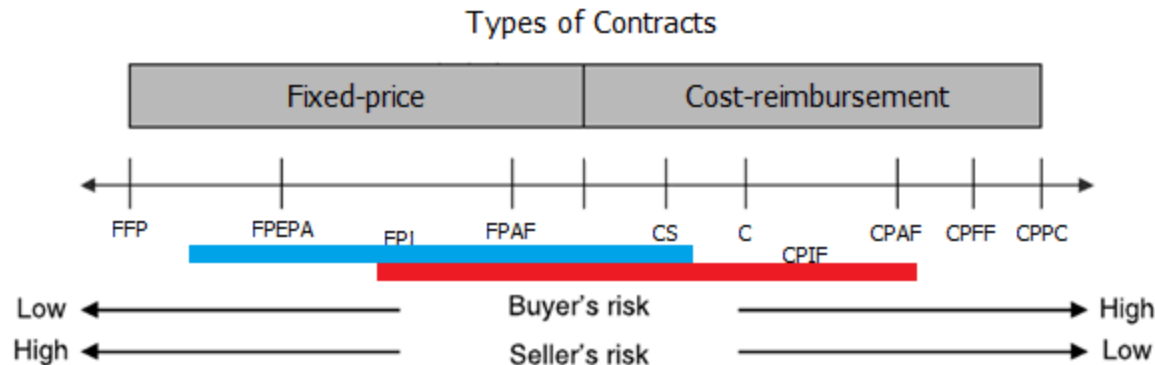 Types of Contracts
Fixed-price Cost-reimbursement
FFP FPEPA FPI FPAF CS C CPIF CPAF CPFF CPPC
Low Buyer's risk High
High Seller's risk Low